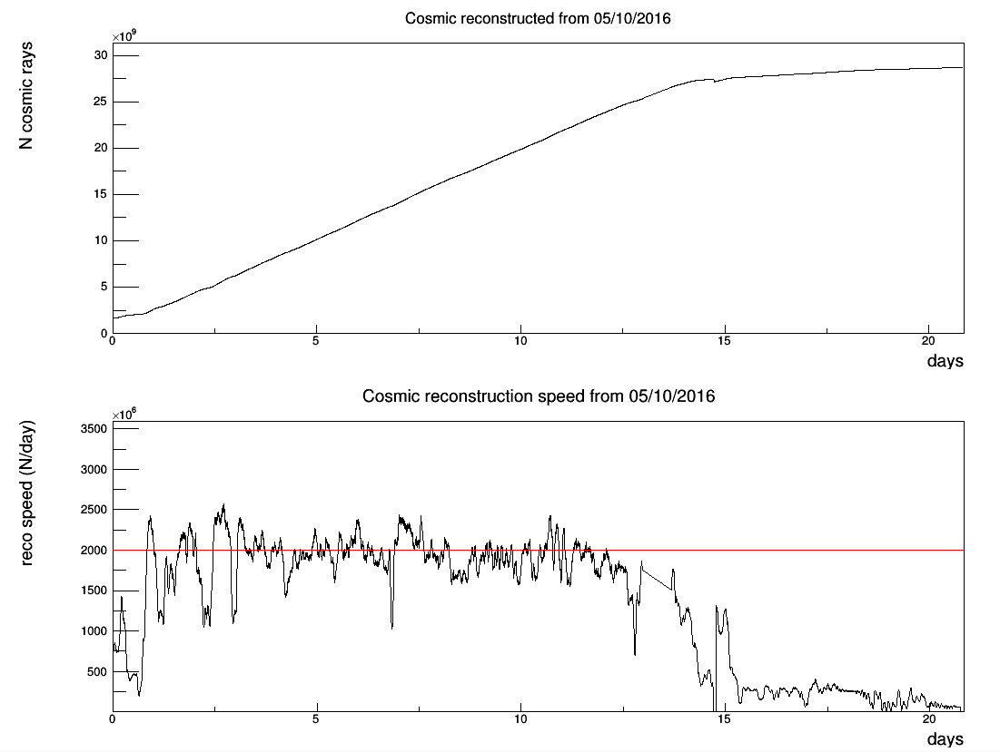 Cosmic reconstructed from 05/10/2016
×10⁹
N cosmic rays
30
25
20
15
10
5
0
0 5 10 15 20
days
Cosmic reconstruction speed from 05/10/2016
×10⁶
reco speed (N/day)
3500
3000
2500
2000
1500
1000
500
0 5 10 15 20
days